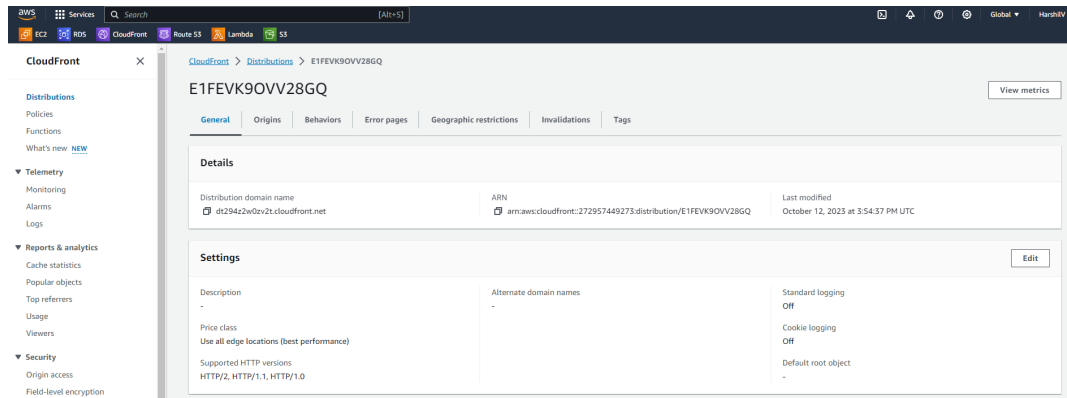 aws Services Search [Alt+S] Global HarshilV
EC2 RDS CloudFront Route 53 Lambda S3
CloudFront
Distributions
Policies
Functions
What's new NEW
Telemetry
Monitoring
Alarms
Logs
Reports & analytics
Cache statistics
Popular objects
Top referrers
Usage
Viewers
Security
Origin access
Field-level encryption
CloudFront > Distributions > E1FEVK9OVV28GQ
E1FEVK9OVV28GQ
View metrics
General Origins Behaviors Error pages Geographic restrictions Invalidations Tags
Details
Distribution domain name
dt294z2w0zv2t.cloudfront.net
ARN
arn:aws:cloudfront::272957449273:distribution/E1FEVK9OVV28GQ
Last modified
October 12, 2023 at 3:54:37 PM UTC
Settings
Edit
Description
-
Price class
Use all edge locations (best performance)
Supported HTTP versions
HTTP/2, HTTP/1.1, HTTP/1.0
Alternate domain names
-
Standard logging
Off
Cookie logging
Off
Default root object
-